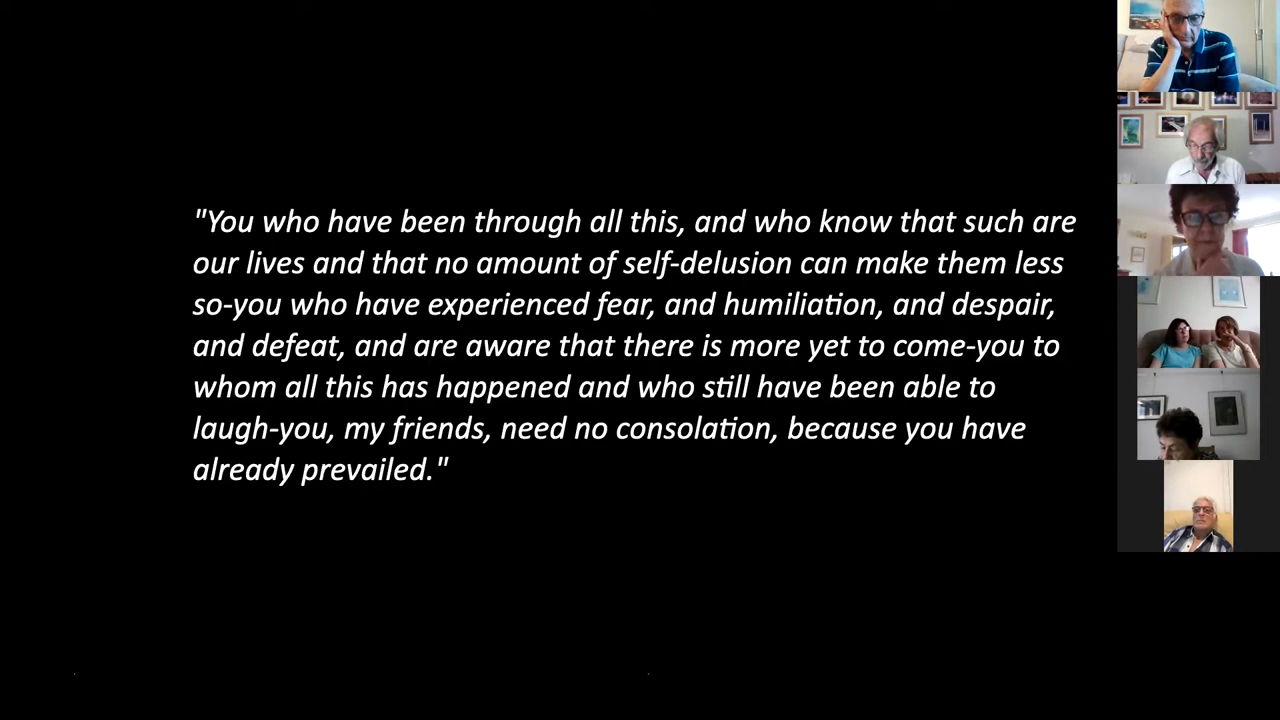 "You who have been through all this, and who know that such are
our lives and that no amount of self-delusion can make them less
so-you who have experienced fear, and humiliation, and despair,
and defeat, and are aware that there is more yet to come-you to
whom all this has happened and who still have been able to
laugh-you, my friends, need no consolation, because you have
already prevailed."